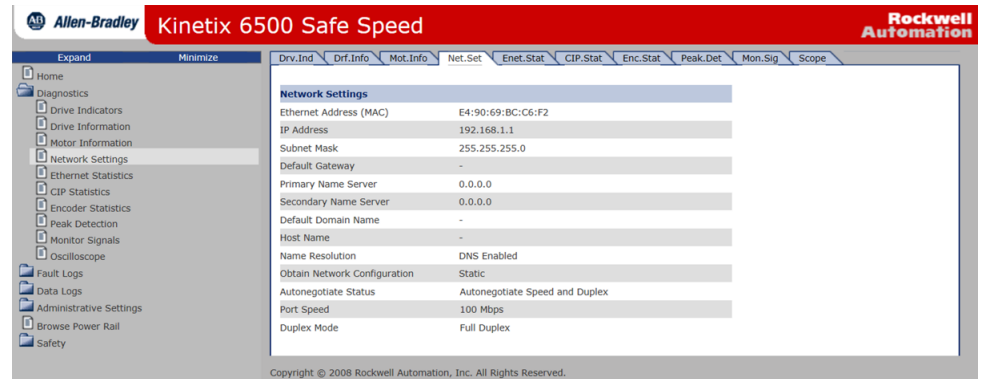 AB Allen-Bradley
Kinetix 6500 Safe Speed
Rockwell
Automation
Expand Minimize
Home
Diagnostics
Drive Indicators
Drive Information
Motor Information
Network Settings
Ethernet Statistics
CIP Statistics
Encoder Statistics
Peak Detection
Monitor Signals
Oscilloscope
Fault Logs
Data Logs
Administrative Settings
Browse Power Rail
Safety
Drv.Ind Drf.Info Mot.Info Net.Set Enet.Stat CIP.Stat Enc.Stat Peak.Det Mon.Sig Scope
Network Settings
Ethernet Address (MAC) E4:90:69:BC:C6:F2
IP Address 192.168.1.1
Subnet Mask 255.255.255.0
Default Gateway -
Primary Name Server 0.0.0.0
Secondary Name Server 0.0.0.0
Default Domain Name -
Host Name -
Name Resolution DNS Enabled
Obtain Network Configuration Static
Autonegotiate Status Autonegotiate Speed and Duplex
Port Speed 100 Mbps
Duplex Mode Full Duplex
Copyright © 2008 Rockwell Automation, Inc. All Rights Reserved.